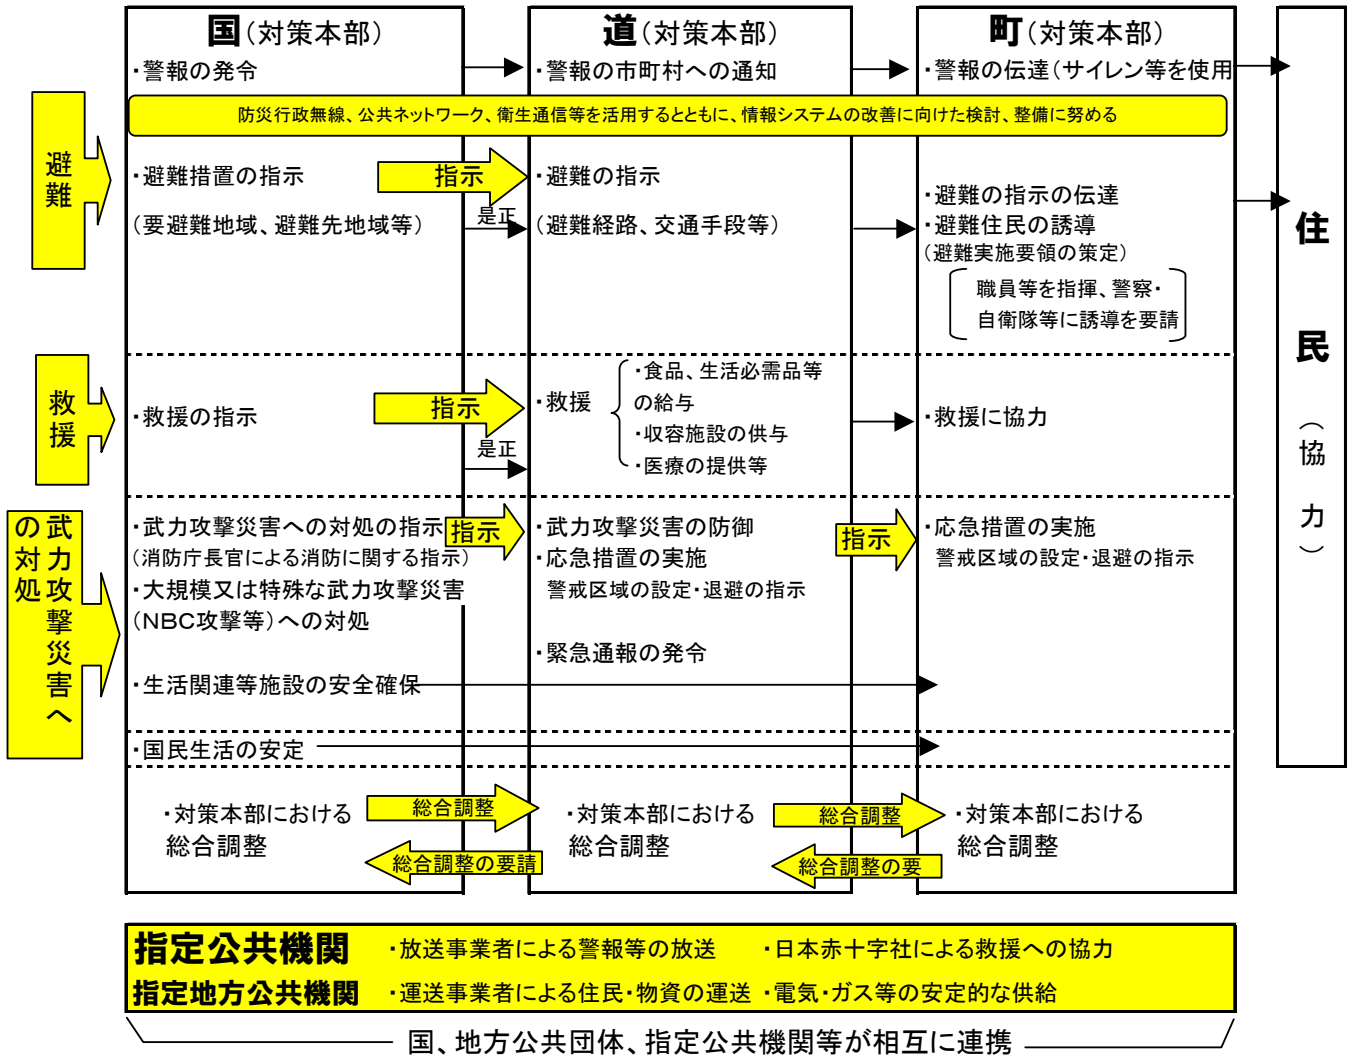 国(対策本部)
道(対策本部)
町(対策本部)
・警報の発令
・警報の市町村への通知
・警報の伝達(サイレン等を使用
防災行政無線、公共ネットワーク、衛生通信等を活用するとともに、情報システムの改善に向けた検討、整備に努める
避難
・避難措置の指示
指示
・避難の指示
(要避難地域、避難先地域等)
是正
(避難経路、交通手段等)
・避難の指示の伝達
・避難住民の誘導
(避難実施要領の策定)
職員等を指揮、警察・
自衛隊等に誘導を要請
救援
・救援の指示
指示
是正
・救援
・食品、生活必需品等
の給与
・収容施設の供与
・医療の提供等
・救援に協力
武力攻撃災害へ
の対処
・武力攻撃災害への対処の指示
(消防庁長官による消防に関する指示)
・大規模又は特殊な武力攻撃災害
(NBC攻撃等)への対処
指示
・武力攻撃災害の防御
・応急措置の実施
警戒区域の設定・退避の指示
・緊急通報の発令
指示
・応急措置の実施
警戒区域の設定・退避の指示
・生活関連等施設の安全確保
・国民生活の安定
・対策本部における
総合調整
総合調整
総合調整の要請
・対策本部における
総合調整
総合調整
総合調整の要
・対策本部における
総合調整
住民(協力)
指定公共機関
・放送事業者による警報等の放送
・日本赤十字社による救援への協力
指定地方公共機関
・運送事業者による住民・物資の運送
・電気・ガス等の安定的な供給
国、地方公共団体、指定公共機関等が相互に連携